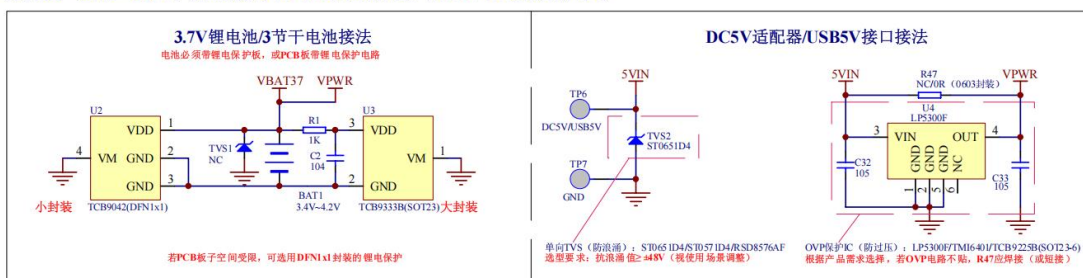 3.7V锂电池/3节干电池接法
电池必须带锂电保护板，或PCB板带锂电保护电路
VBAT37
VPWR
U2
VDD
GND
GND
VM
1
2
3
4
TCB9042(DFN1x1)
小封装
TVS1
NC
R1
1K
C2
104
BAT1
3.4V~4.2V
U3
VDD
VM
GND
3
1
2
TCB9333B(SOT23)
大封装
若PCB板子空间受限，可选用DFN1x1封装的锂电保护
DC5V适配器/USB5V接口接法
5VIN
TP6
DC5V/USB5V
TVS2
ST0651D4
TP7
GND
单向TVS（防浪涌）：ST0651D4/ST0571D4/RSD8576AF
选型要求：抗浪涌值≥±48V（视使用场景调整）
5VIN
VPWR
R47
NC/0R（0603封装）
U4
LP5300F
3
VIN
OUT
4
GND
GND
GND
NC
1
2
5
6
C32
105
C33
105
OVP保护IC（防过压）：LP5300F/TMI6401/TCB9225B(SOT23-6)
根据产品需求选择，若OVP电路不贴，R47应焊接（或短接）